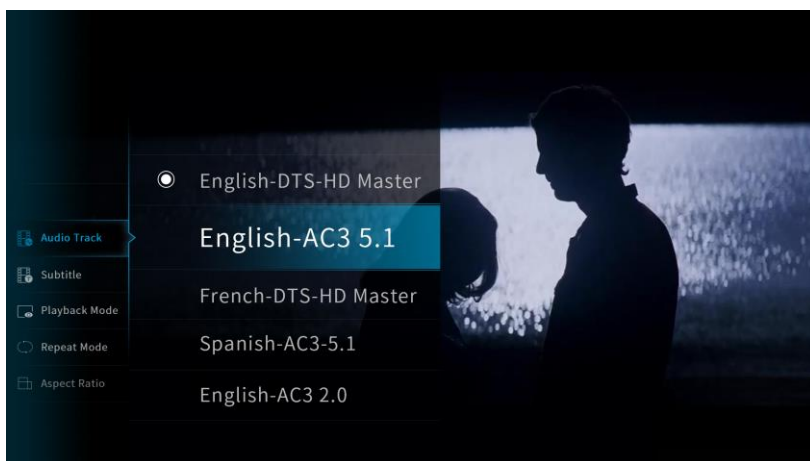 Audio Track
Subtitle
Playback Mode
Repeat Mode
Aspect Ratio
English-DTS-HD Master
English-AC3 5.1
French-DTS-HD Master
Spanish-AC3-5.1
English-AC3 2.0